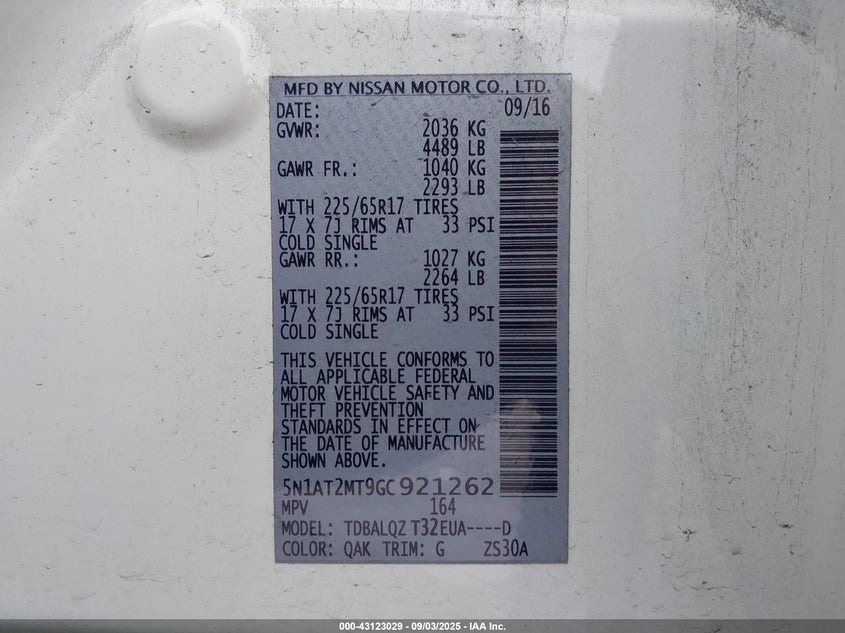 MFD BY NISSAN MOTOR CO., LTD.
DATE: 09/16
GVWR: 2036 KG
4489 LB
GAWR FR.: 1040 KG
2293 LB
WITH 225/65R17 TIRES
17 X 7J RIMS AT 33 PSI
COLD SINGLE
GAWR RR.: 1027 KG
2264 LB
WITH 225/65R17 TIRES
17 X 7J RIMS AT 33 PSI
COLD SINGLE
THIS VEHICLE CONFORMS TO
ALL APPLICABLE FEDERAL
MOTOR VEHICLE SAFETY AND
THEFT PREVENTION
STANDARDS IN EFFECT ON
THE DATE OF MANUFACTURE
SHOWN ABOVE.
5N1AT2MT9GC921262
MPV 164
MODEL: TDBALQZ T32EUA----D
COLOR: QAK TRIM: G ZS30A
000-43123029 - 09/03/2025 - IAA Inc.